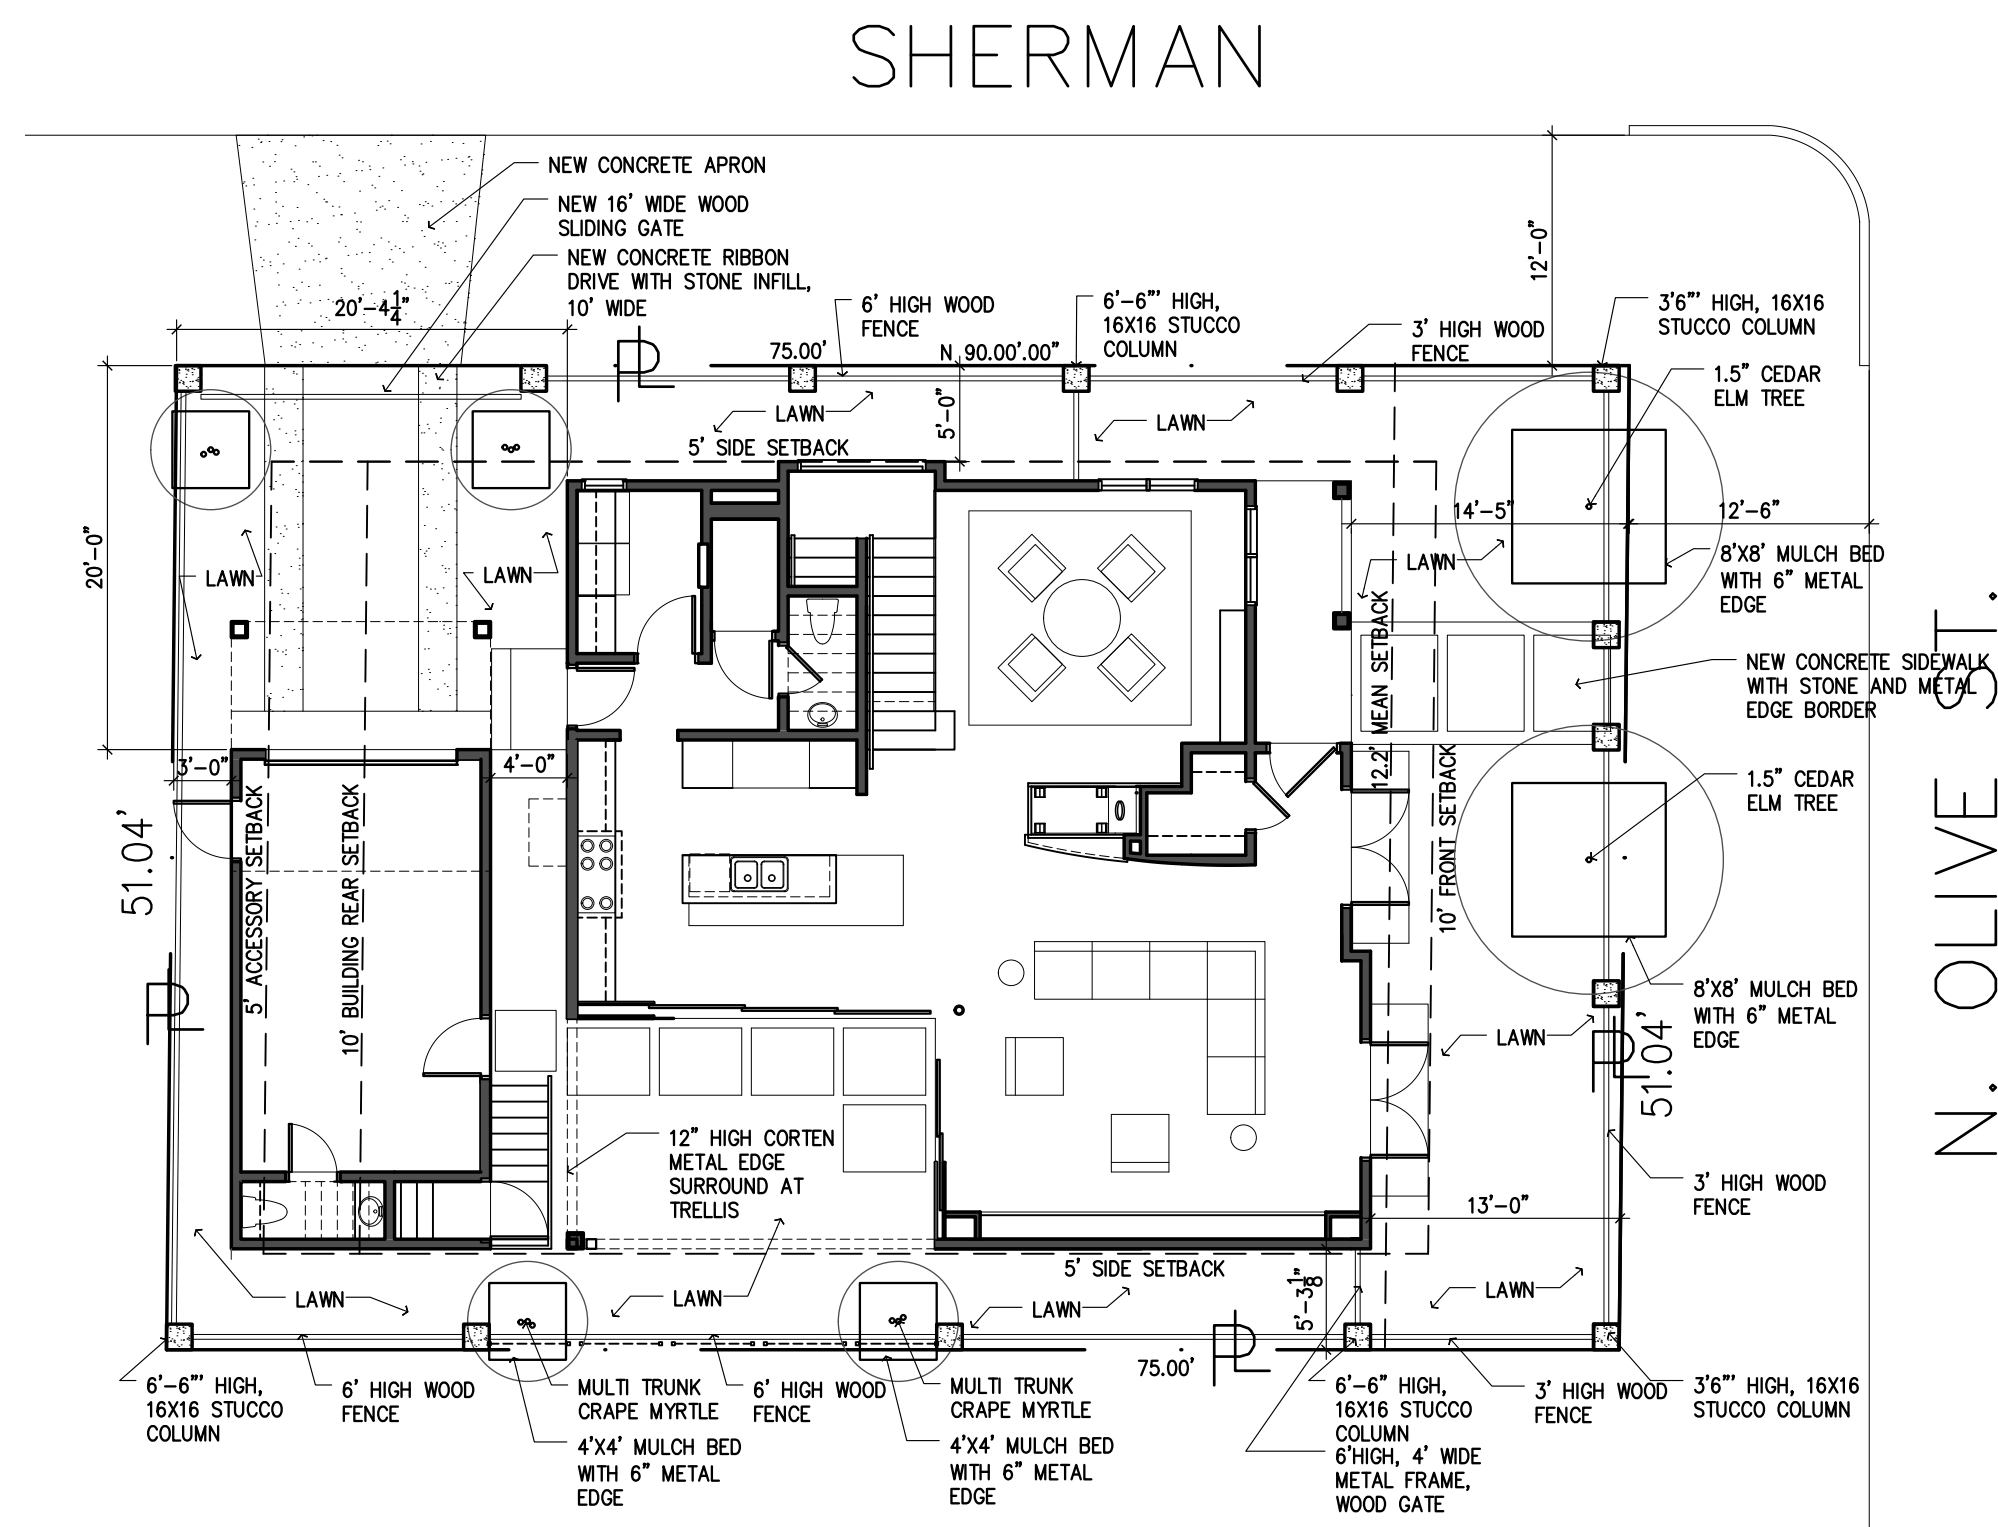 SHERMAN
NEW CONCRETE APRON
NEW 16' WIDE WOOD
SLIDING GATE
NEW CONCRETE RIBBON
DRIVE WITH STONE INFILL,
10' WIDE
20'-4 1/4"
6' HIGH WOOD
FENCE
6'-6"' HIGH,
16X16 STUCCO
COLUMN
3' HIGH WOOD
FENCE
12'-0"
3'6"' HIGH, 16X16
STUCCO COLUMN
PL
75.00'
N 90.00'.00"
1.5" CEDAR
ELM TREE
LAWN
5'-0"
LAWN
5' SIDE SETBACK
14'-5"
12'-6"
20'-0"
LAWN
LAWN
LAWN
8'X8' MULCH BED
WITH 6" METAL
EDGE
12.2' MEAN SETBACK
NEW CONCRETE SIDEWALK
WITH STONE AND METAL
EDGE BORDER
N. OLIVE ST.
3'-0"
4'-0"
1.5" CEDAR
ELM TREE
51.04'
5' ACCESSORY SETBACK
10' BUILDING REAR SETBACK
10' FRONT SETBACK
PL
8'X8' MULCH BED
WITH 6" METAL
EDGE
LAWN
PL
51.04'
12" HIGH CORTEN
METAL EDGE
SURROUND AT
TRELLIS
3' HIGH WOOD
FENCE
13'-0"
5' SIDE SETBACK
5'-3 1/8"
LAWN
LAWN
LAWN
LAWN
PL
75.00'
6'-6"' HIGH,
16X16 STUCCO
COLUMN
6' HIGH WOOD
FENCE
MULTI TRUNK
CRAPE MYRTLE
4'X4' MULCH BED
WITH 6" METAL
EDGE
6' HIGH WOOD
FENCE
MULTI TRUNK
CRAPE MYRTLE
4'X4' MULCH BED
WITH 6" METAL
EDGE
6'-6" HIGH,
16X16 STUCCO
COLUMN
6'HIGH, 4' WIDE
METAL FRAME,
WOOD GATE
3' HIGH WOOD
FENCE
3'6"' HIGH, 16X16
STUCCO COLUMN